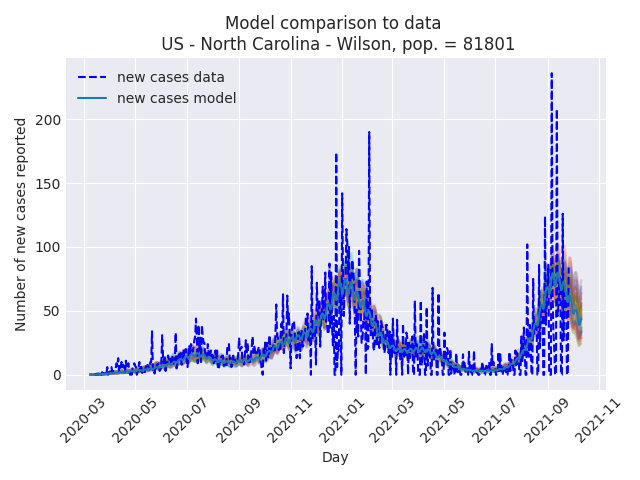 Model comparison to data
US - North Carolina - Wilson, pop. = 81801
new cases data
new cases model
Number of new cases reported
200
150
100
50
0
2020-03
2020-05
2020-07
2020-09
2020-11
2021-01
2021-03
2021-05
2021-07
2021-09
2021-11
Day